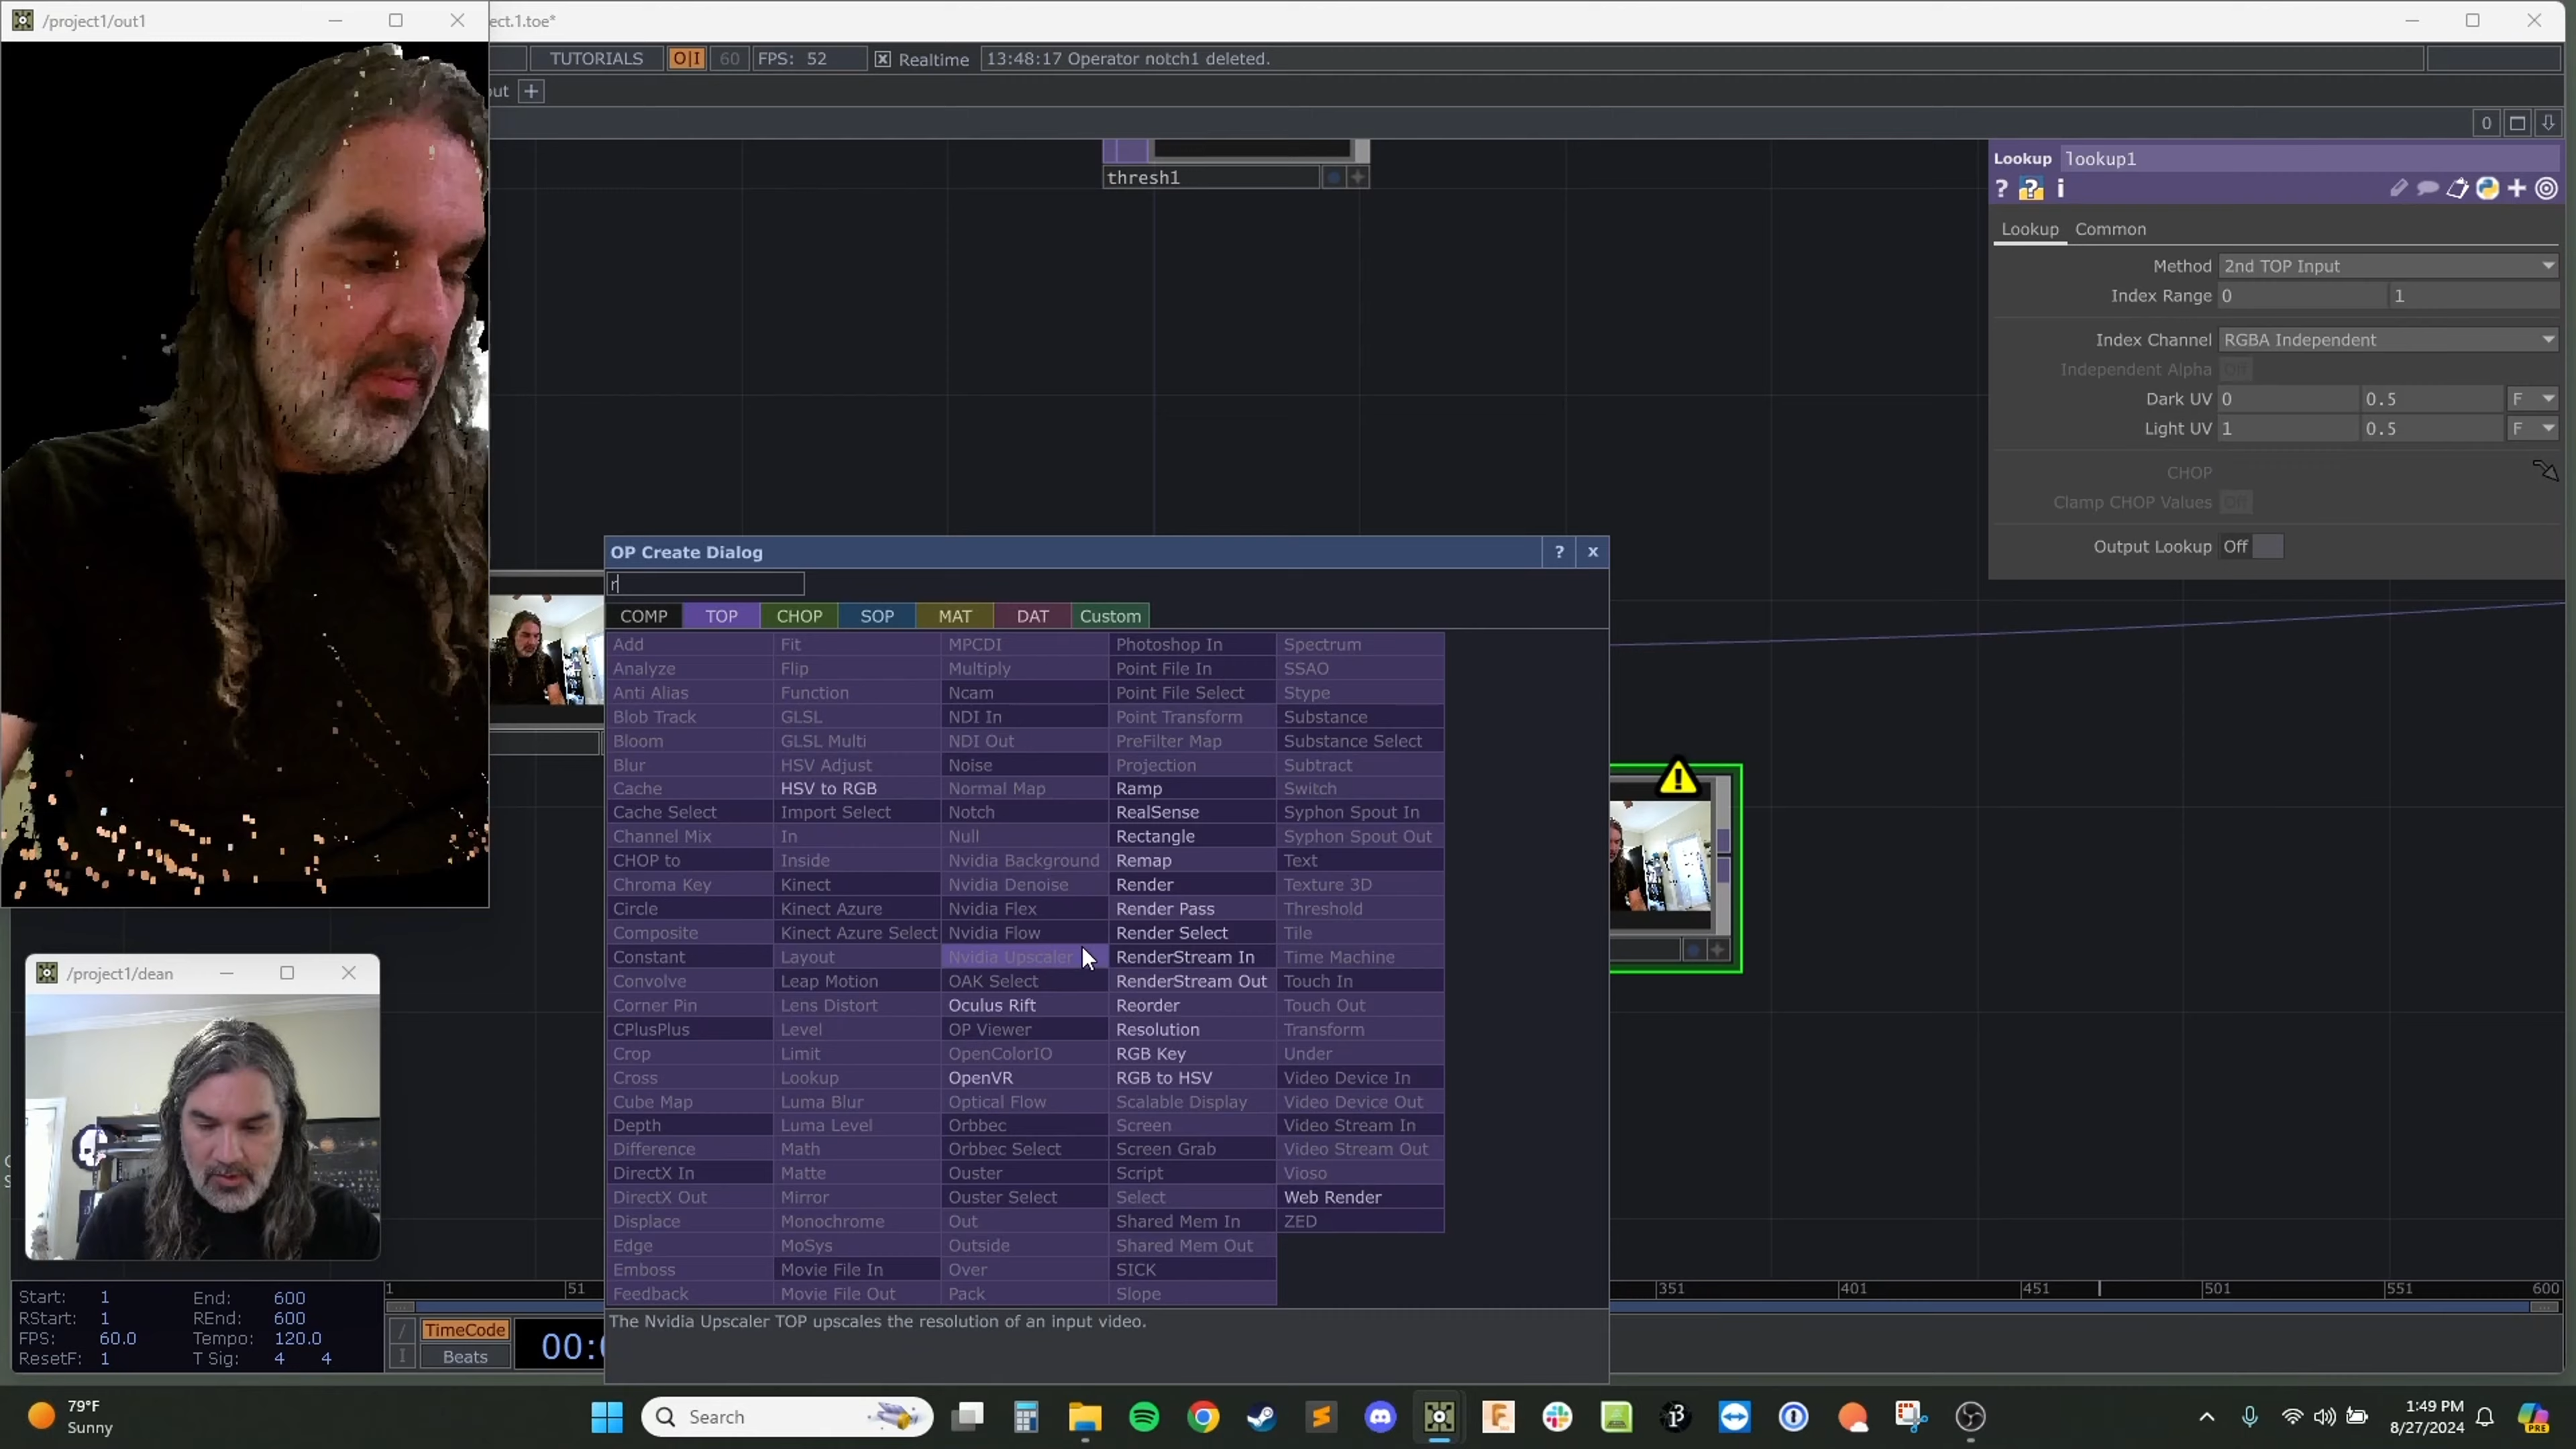 /project1/out1
ect.1.toe*
TUTORIALS
O|I
60
FPS: 52
Realtime
13:48:17 Operator notch1 deleted.
ut
+
0
thresh1
Lookup
lookup1
? ? i
Lookup
Common
Method
2nd TOP Input
Index Range
0
1
Index Channel
RGBA Independent
Independent Alpha
Dark UV
0
0.5
F
Light UV
1
0.5
F
CHOP
Clamp CHOP Values
Off
Output Lookup
Off
OP Create Dialog
?
x
r
COMP
TOP
CHOP
SOP
MAT
DAT
Custom
Add
Analyze
Anti Alias
Blob Track
Bloom
Blur
Cache
Cache Select
Channel Mix
CHOP to
Chroma Key
Circle
Composite
Constant
Convolve
Corner Pin
CPlusPlus
Crop
Cross
Cube Map
Depth
Difference
DirectX In
DirectX Out
Displace
Edge
Emboss
Feedback
Fit
Flip
Function
GLSL
GLSL Multi
HSV Adjust
HSV to RGB
Import Select
In
Inside
Kinect
Kinect Azure
Kinect Azure Select
Layout
Leap Motion
Lens Distort
Level
Limit
Lookup
Luma Blur
Luma Level
Math
Matte
Mirror
Monochrome
MoSys
Movie File In
Movie File Out
MPCDI
Multiply
Ncam
NDI In
NDI Out
Noise
Normal Map
Notch
Null
Nvidia Background
Nvidia Denoise
Nvidia Flex
Nvidia Flow
Nvidia Upscaler
OAK Select
Oculus Rift
OP Viewer
OpenColorIO
OpenVR
Optical Flow
Orbbec
Orbbec Select
Ouster
Ouster Select
Out
Outside
Over
Pack
Photoshop In
Point File In
Point File Select
Point Transform
PreFilter Map
Projection
Ramp
RealSense
Rectangle
Remap
Render
Render Pass
Render Select
RenderStream In
RenderStream Out
Reorder
Resolution
RGB Key
RGB to HSV
Scalable Display
Screen
Screen Grab
Script
Select
Shared Mem In
Shared Mem Out
SICK
Slope
Spectrum
SSAO
Stype
Substance
Substance Select
Subtract
Switch
Syphon Spout In
Syphon Spout Out
Text
Texture 3D
Threshold
Tile
Time Machine
Touch In
Touch Out
Transform
Under
Video Device In
Video Device Out
Video Stream In
Video Stream Out
Vioso
Web Render
ZED
The Nvidia Upscaler TOP upscales the resolution of an input video.
/project1/dean
Start: 1 End: 600
RStart: 1 REnd: 600
FPS: 60.0 Tempo: 120.0
ResetF: 1 T Sig: 4 4
1
51
351
401
451
501
551
600
/
I
TimeCode
Beats
00:
79°F
Sunny
Search
1:49 PM
8/27/2024
PRE